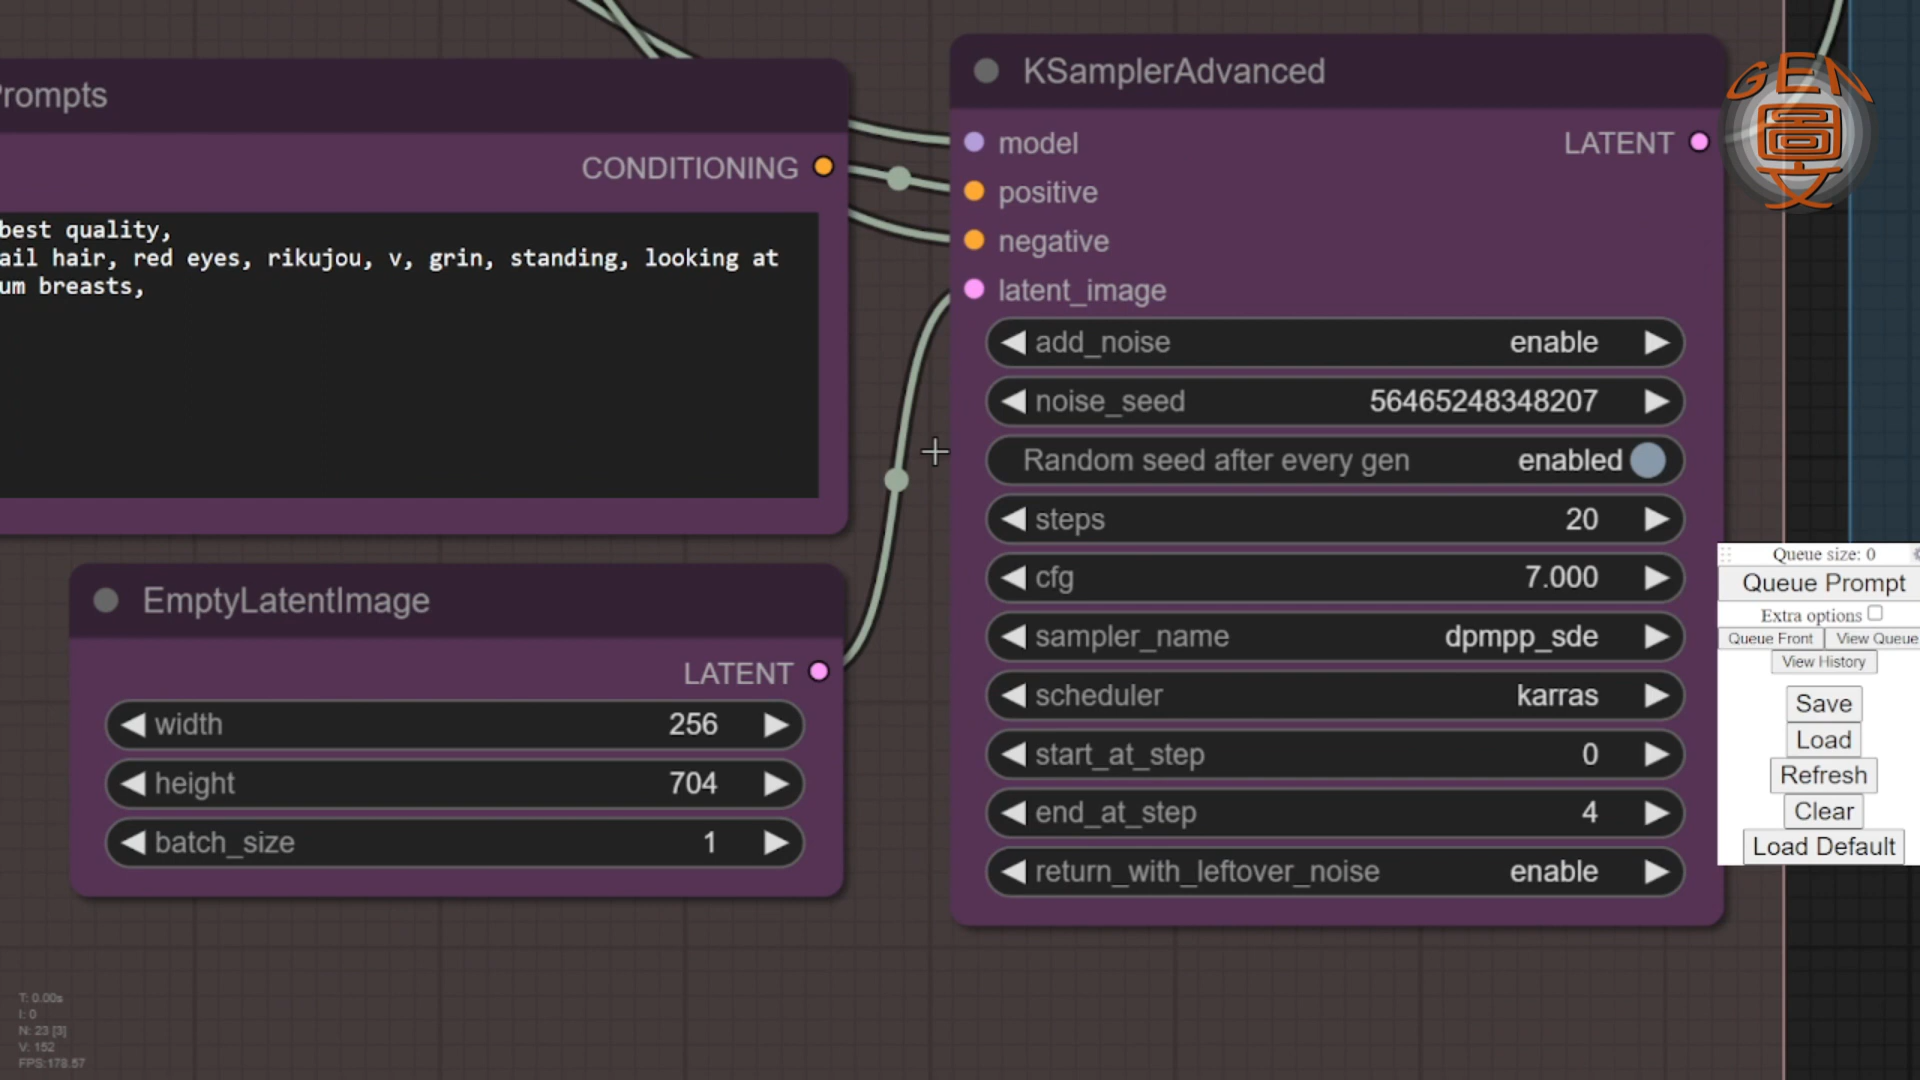 Prompts
CONDITIONING
best quality,
ail hair, red eyes, rikujou, v, grin, standing, looking at
um breasts,
EmptyLatentImage
LATENT
width 256
height 704
batch_size 1
KSamplerAdvanced
model LATENT
positive
negative
latent_image
add_noise enable
noise_seed 56465248348207
Random seed after every gen enabled
steps 20
cfg 7.000
sampler_name dpmpp_sde
scheduler karras
start_at_step 0
end_at_step 4
return_with_leftover_noise enable
GEN
圖
文
Queue size: 0
Queue Prompt
Extra options
Queue Front View Queue
View History
Save
Load
Refresh
Clear
Load Default
T: 0.00s
I: 0
N: 23 [3]
V: 152
FPS:178.57